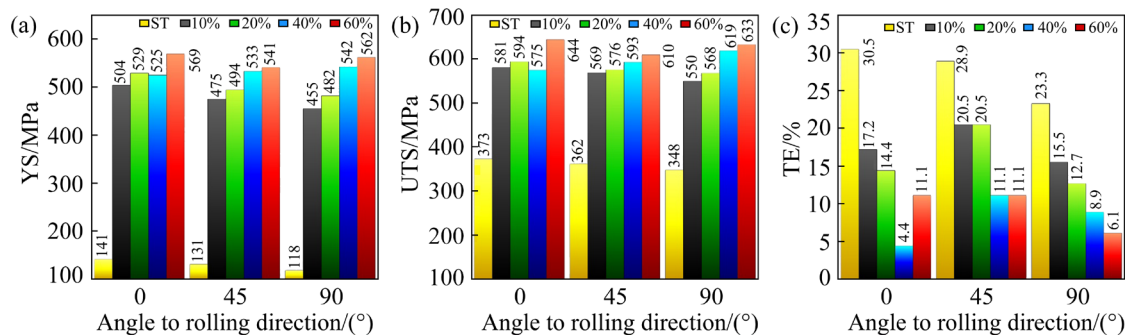 (a)
ST 10% 20% 40% 60%
YS/MPa
600
500
400
300
200
100
141 504 529 525 569
131 475 494 533 541
118 455 482 542 562
0 45 90
Angle to rolling direction/(°)
(b)
ST 10% 20% 40% 60%
UTS/MPa
700
600
500
400
300
200
100
373 581 594 575 644
362 569 576 593 610
348 550 568 619 633
0 45 90
Angle to rolling direction/(°)
(c)
ST 10% 20% 40% 60%
TE/%
35
30
25
20
15
10
5
0
30.5 17.2 14.4 4.4 11.1
28.9 20.5 20.5 11.1 11.1
23.3 15.5 12.7 8.9 6.1
0 45 90
Angle to rolling direction/(°)